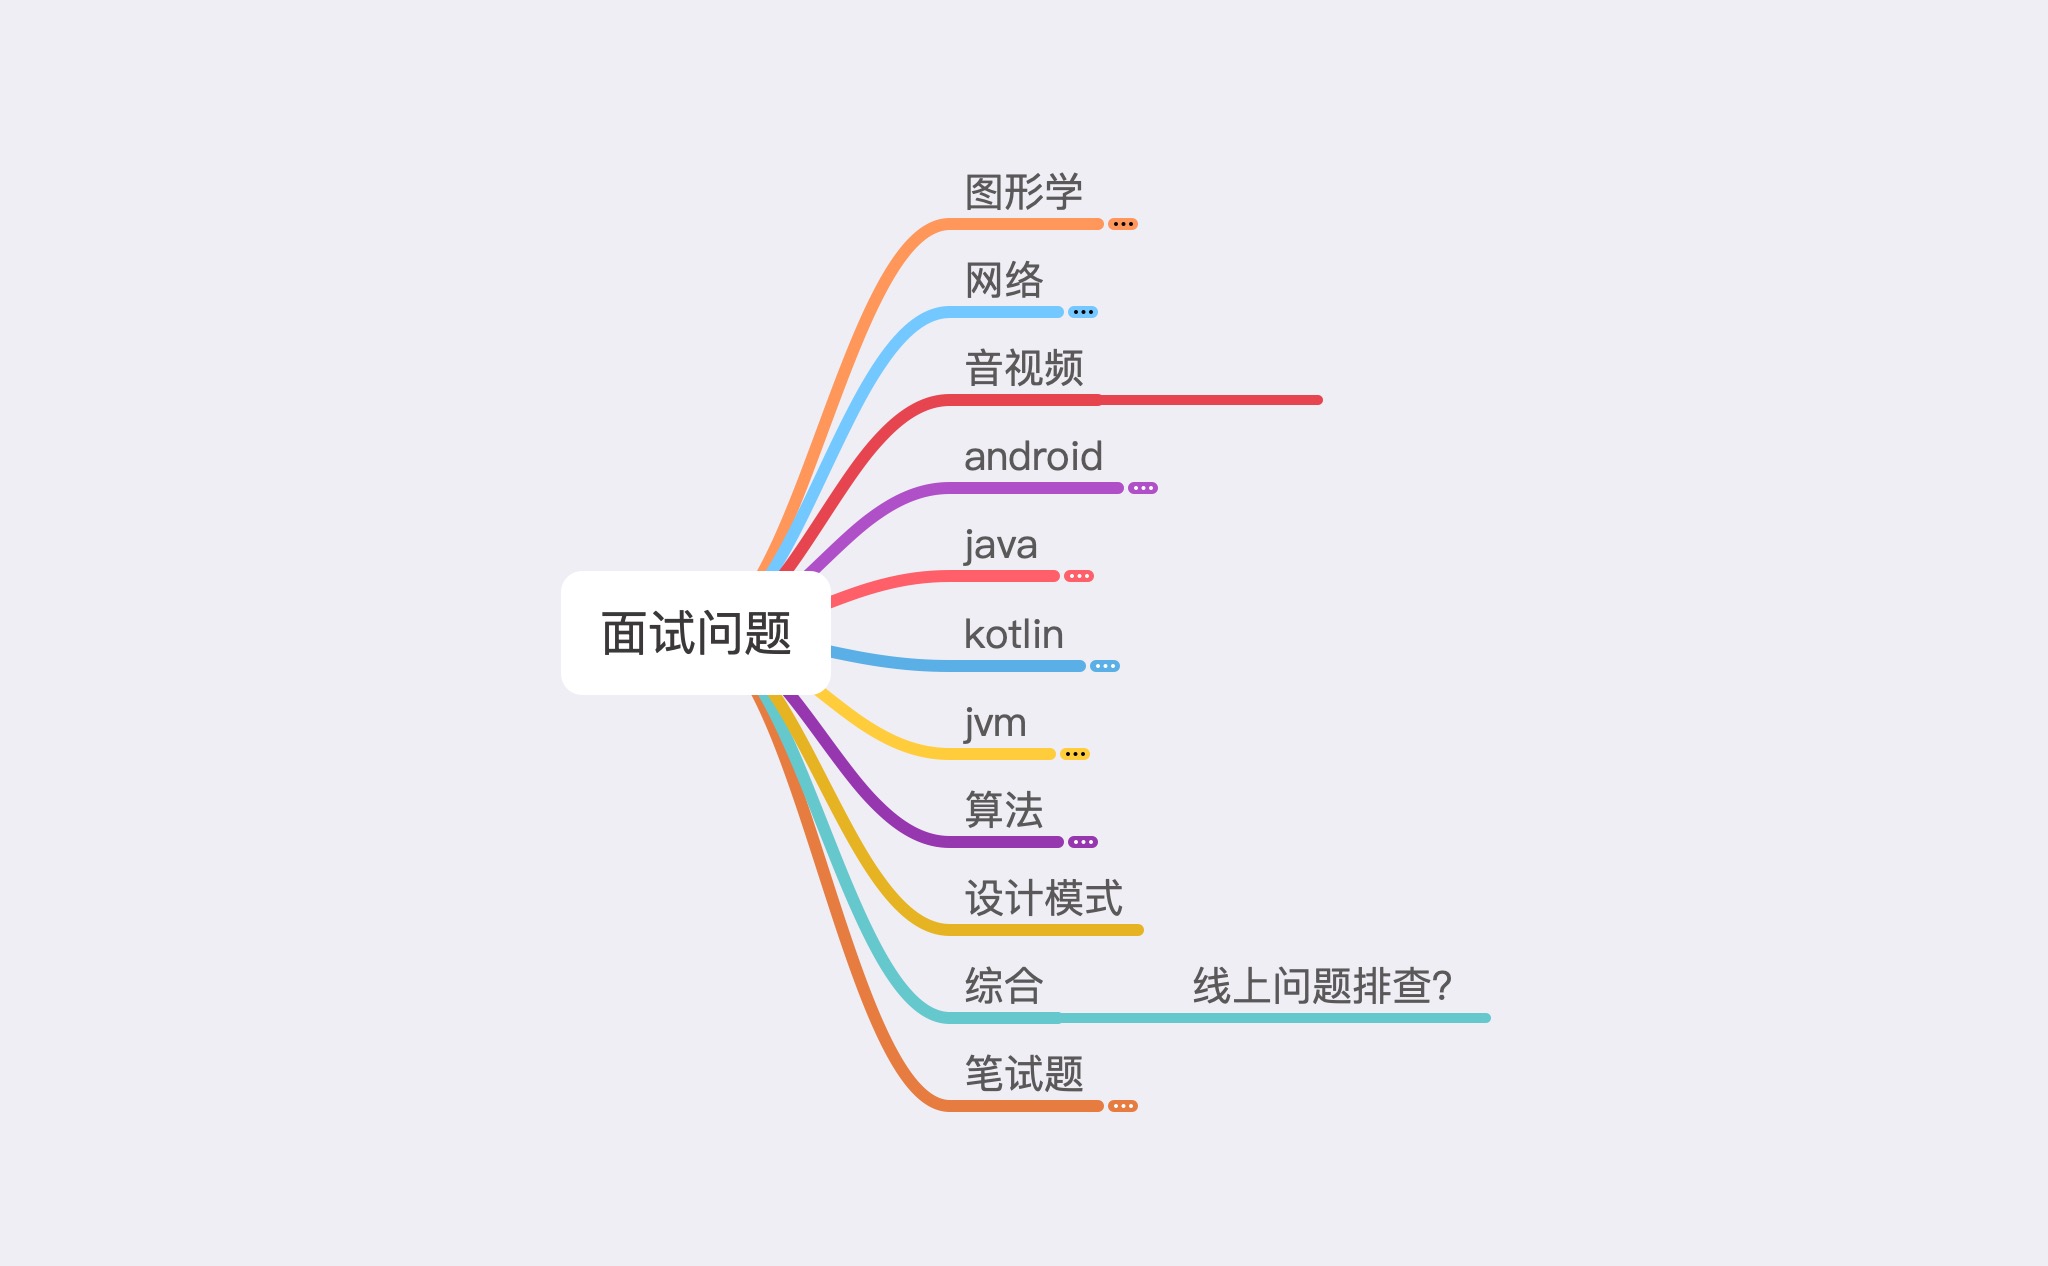 图形学
网络
音视频
android
java
面试问题
kotlin
jvm
算法
设计模式
综合
线上问题排查?
笔试题